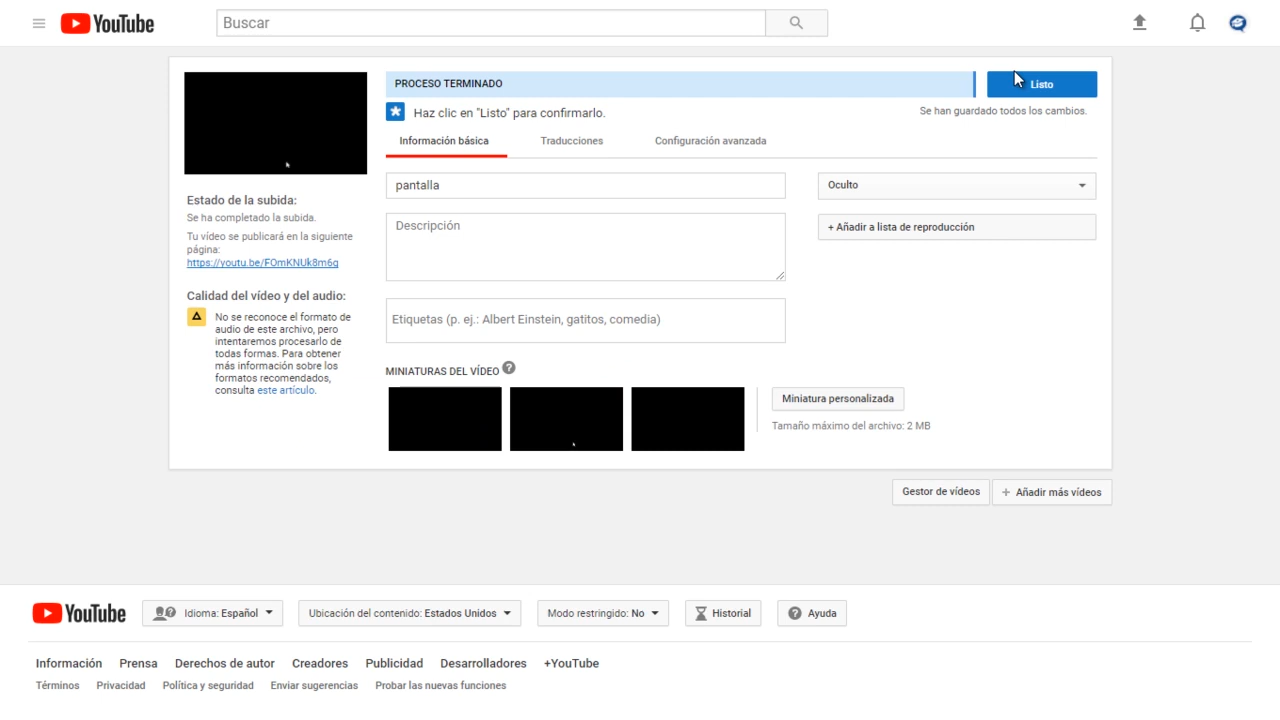 YouTube
Buscar
PROCESO TERMINADO
Listo
Haz clic en "Listo" para confirmarlo.
Se han guardado todos los cambios.
Información básica
Traducciones
Configuración avanzada
pantalla
Oculto
Descripción
+ Añadir a lista de reproducción
Estado de la subida:
Se ha completado la subida.
Tu vídeo se publicará en la siguiente
página:
https://youtu.be/FOmKNUk8m6q
Calidad del vídeo y del audio:
No se reconoce el formato de
audio de este archivo, pero
intentaremos procesarlo de
todas formas. Para obtener
más información sobre los
formatos recomendados,
consulta este artículo.
Etiquetas (p. ej.: Albert Einstein, gatitos, comedia)
MINIATURAS DEL VÍDEO ?
Miniatura personalizada
Tamaño máximo del archivo: 2 MB
Gestor de vídeos
+ Añadir más vídeos
YouTube
Idioma: Español
Ubicación del contenido: Estados Unidos
Modo restringido: No
Historial
Ayuda
Información
Prensa
Derechos de autor
Creadores
Publicidad
Desarrolladores
+YouTube
Términos
Privacidad
Política y seguridad
Enviar sugerencias
Probar las nuevas funciones